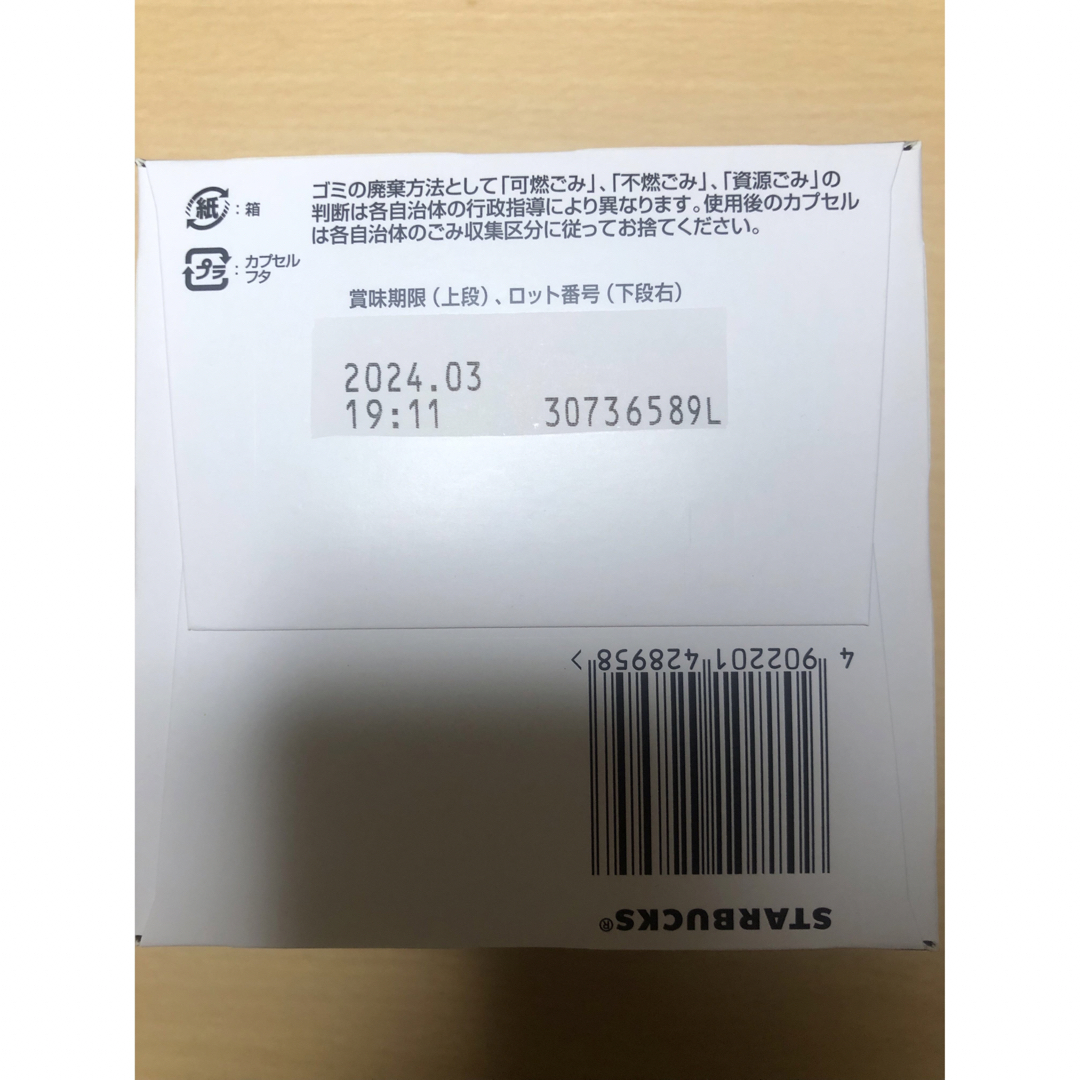 紙:箱
プラ:カプセル
フタ
ゴミの廃棄方法として「可燃ごみ」、「不燃ごみ」、「資源ごみ」の
判断は各自治体の行政指導により異なります。使用後のカプセル
は各自治体のごみ収集区分に従ってお捨てください。
賞味期限(上段)、ロット番号(下段右)
2024.03
19:11 30736589L
4 902201 428958 >
STARBUCKS®